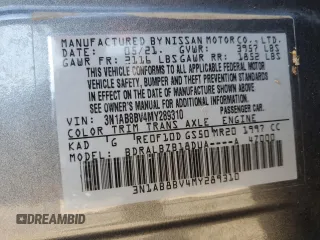 MANUFACTURED BY NISSAN MOTOR CO., LTD.
DATE: 05/21 GVWR: 3957 LBS
GAWR FR: 2116 LBS GAWR RR: 1852 LBS
THIS VEHICLE CONFORMS TO ALL APPLICABLE
FEDERAL MOTOR VEHICLE SAFETY, BUMPER AND
THEFT PREVENTION STANDARDS IN EFFECT ON THE
DATE OF MANUFACTURE SHOWN ABOVE.
SEE OWNER'S MANUAL FOR ADDITIONAL INFORMATION
PASSENGER CAR.
VIN: 3N1AB8BV4MY289310
COLOR TRIM TRANS AXLE ENGINE
KAD G RE0F10D GS50 MR20 1997 CC
MODEL: A 47000
3N1AB8BV4MY289310